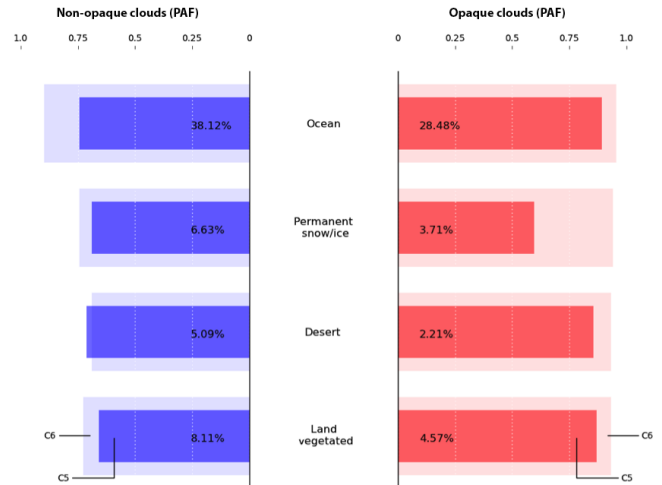 Non-opaque clouds (PAF)
Opaque clouds (PAF)
1.0 0.75 0.5 0.25 0
0 0.25 0.5 0.75 1.0
38.12%
Ocean
28.48%
6.63%
Permanent
snow/ice
3.71%
5.09%
Desert
2.21%
C6
8.11%
Land
vegetated
4.57%
C6
C5
C5